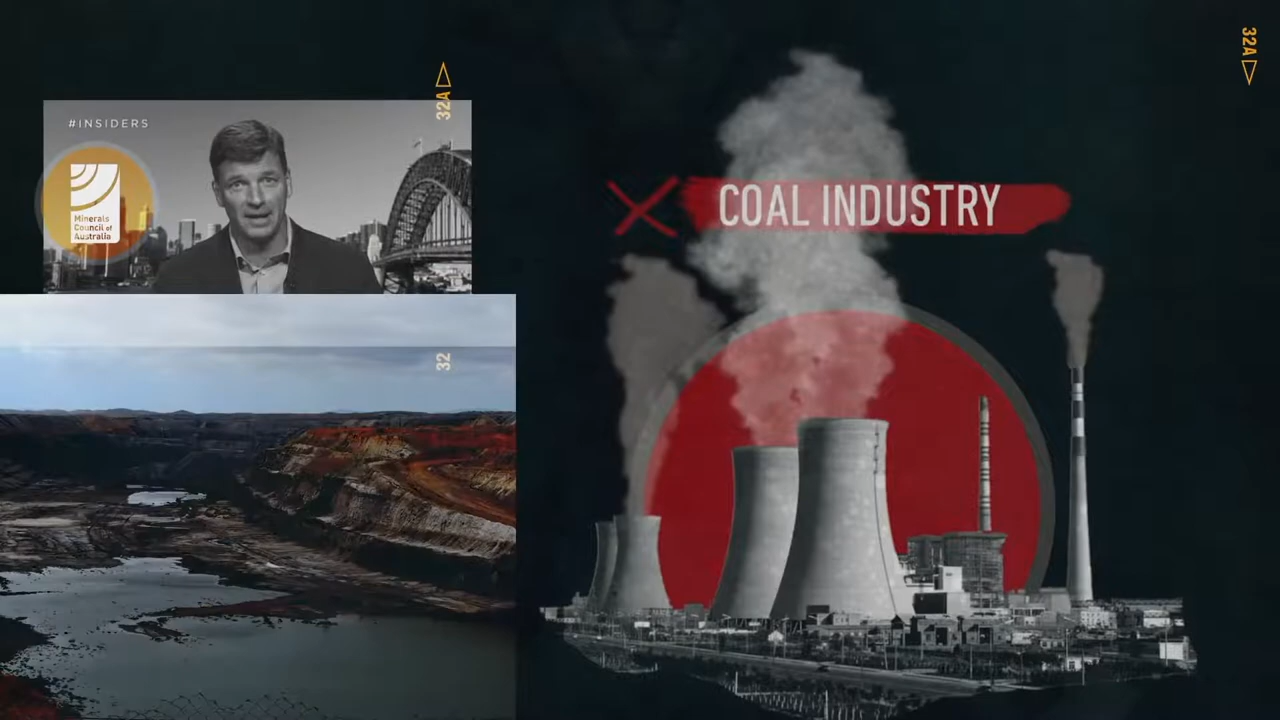 32A
32A
#INSIDERS
Minerals
Council of
Australia
COAL INDUSTRY
32